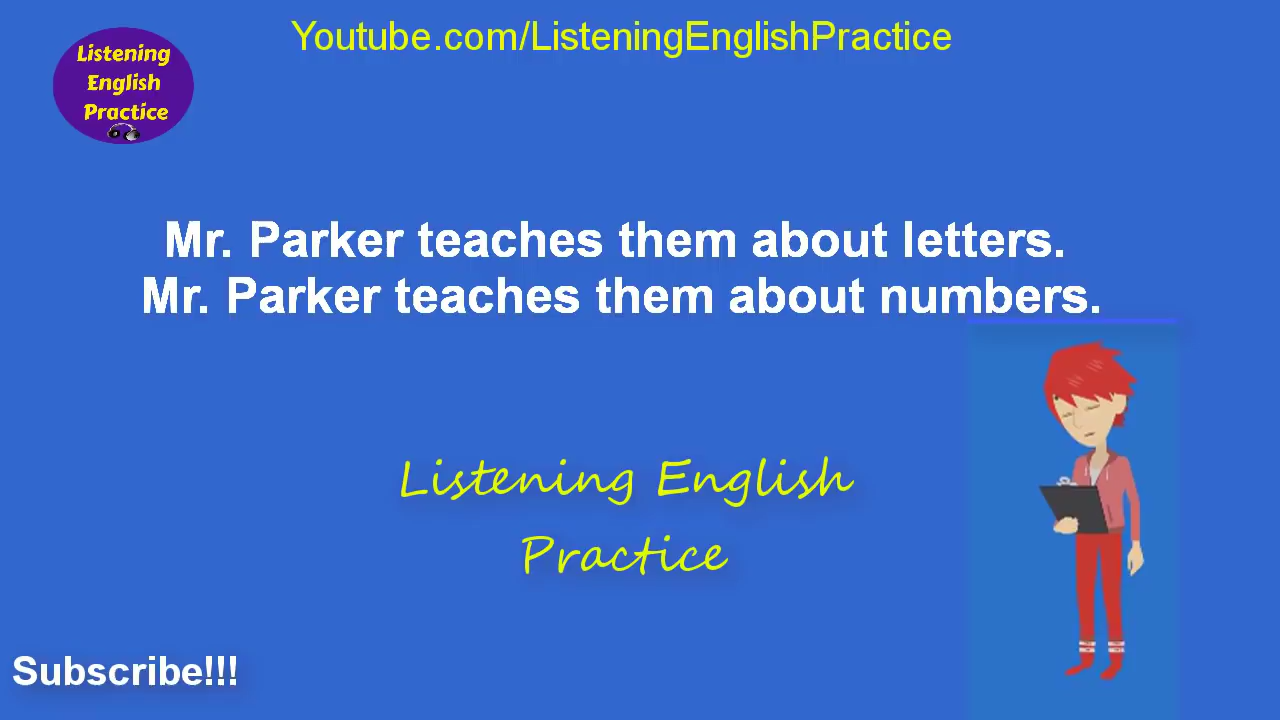 Youtube.com/ListeningEnglishPractice
Listening
English
Practice
Mr. Parker teaches them about letters.
Mr. Parker teaches them about numbers.
Listening English
Practice
Subscribe!!!